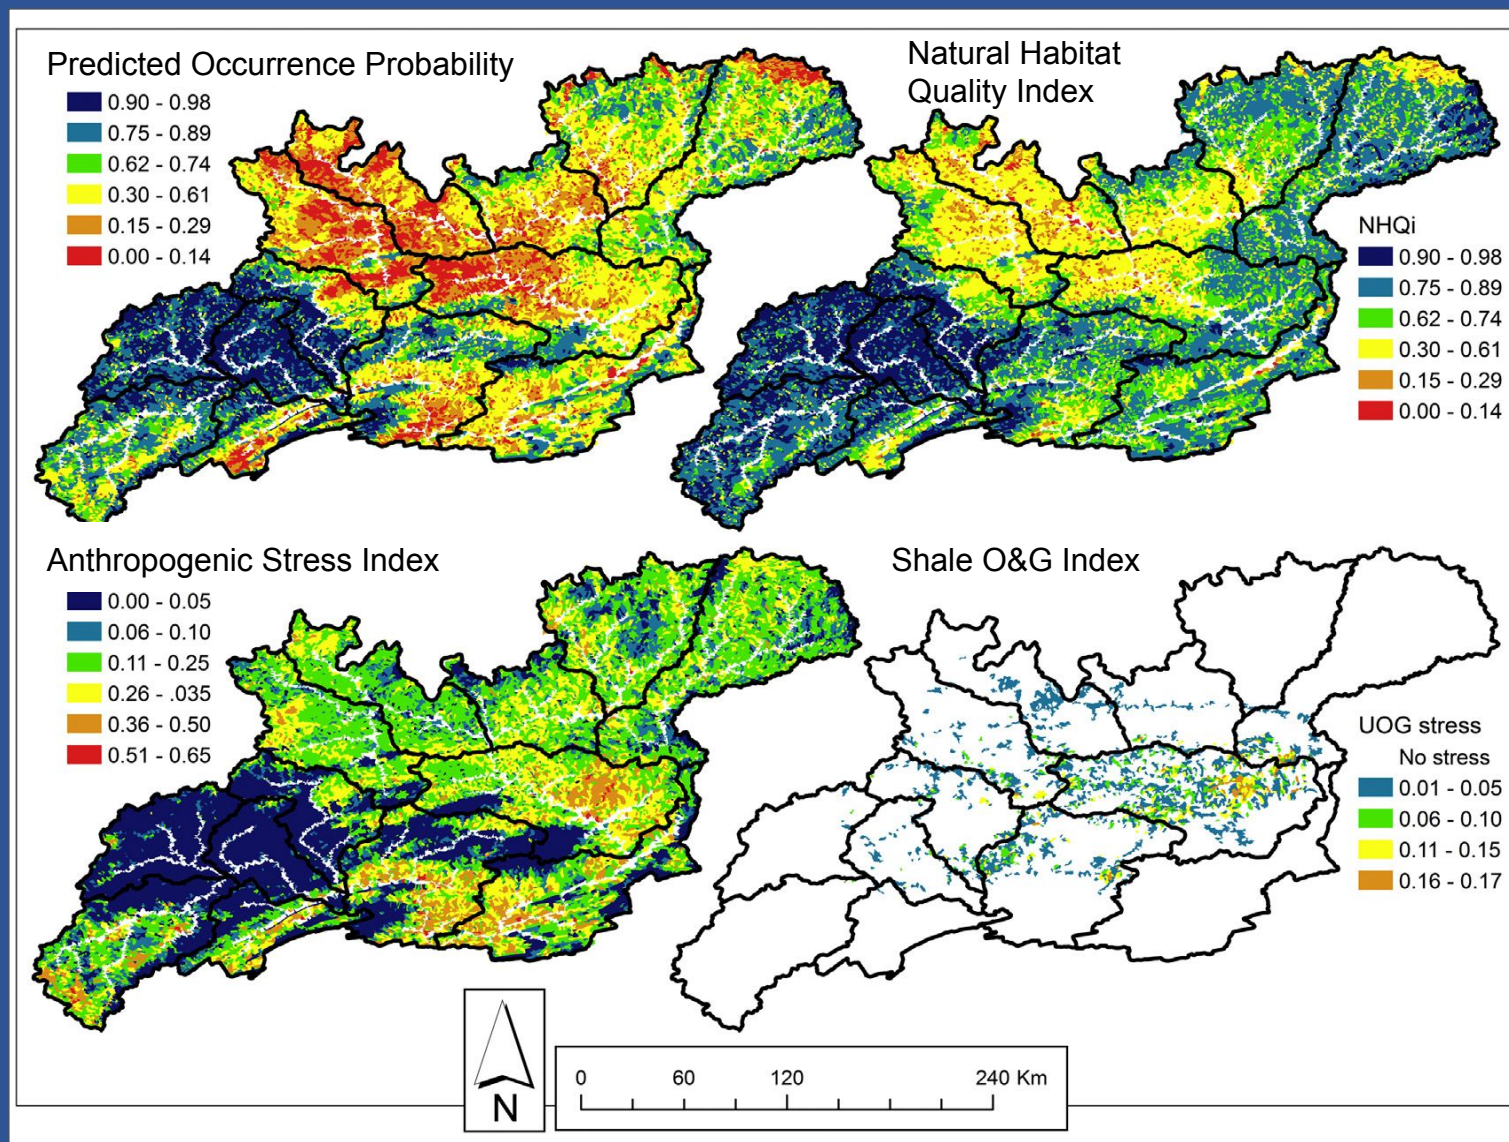 Predicted Occurrence Probability
0.90 - 0.98
0.75 - 0.89
0.62 - 0.74
0.30 - 0.61
0.15 - 0.29
0.00 - 0.14
Natural Habitat
Quality Index
NHQi
0.90 - 0.98
0.75 - 0.89
0.62 - 0.74
0.30 - 0.61
0.15 - 0.29
0.00 - 0.14
Anthropogenic Stress Index
0.00 - 0.05
0.06 - 0.10
0.11 - 0.25
0.26 - .035
0.36 - 0.50
0.51 - 0.65
Shale O&G Index
UOG stress
No stress
0.01 - 0.05
0.06 - 0.10
0.11 - 0.15
0.16 - 0.17
N
0 60 120 240 Km